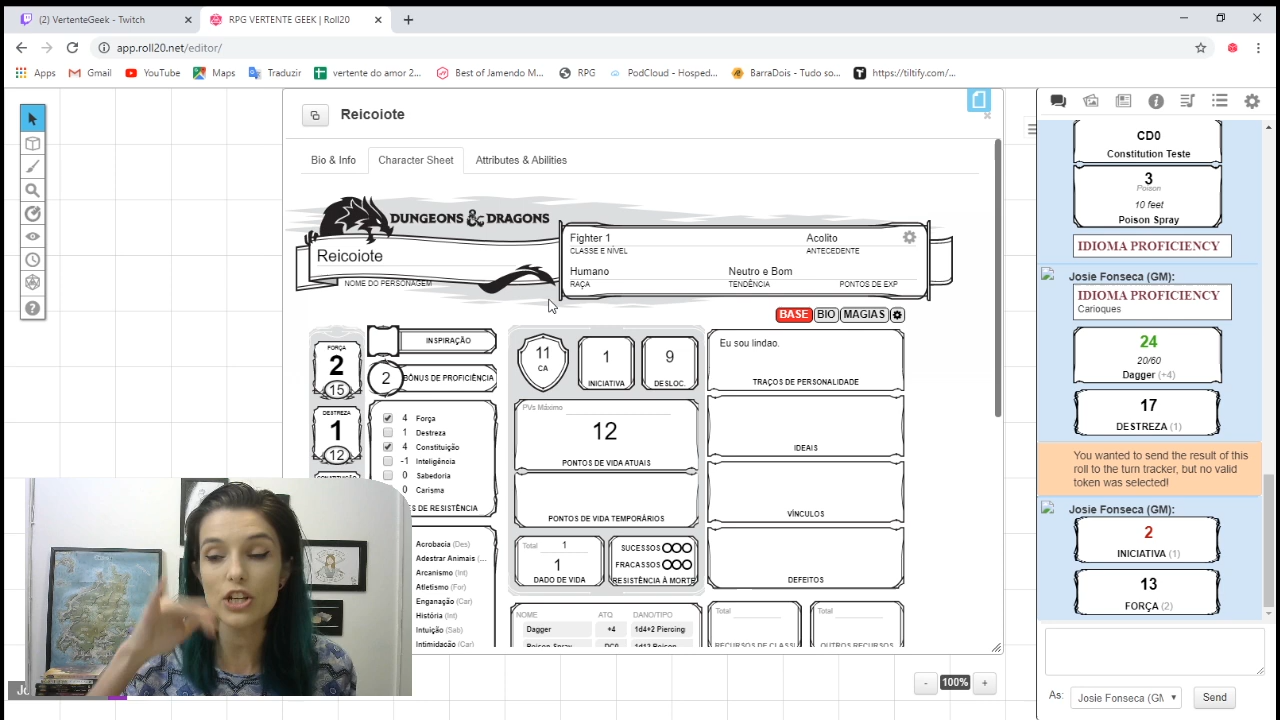 (2) VertenteGeek - Twitch
RPG VERTENTE GEEK | Roll20
app.roll20.net/editor/
Apps
Gmail
YouTube
Maps
Traduzir
vertente do amor 2...
Best of Jamendo M...
RPG
PodCloud - Hosped...
BarraDois - Tudo so...
https://tiltify.com/...
Reicoiote
Bio & Info
Character Sheet
Attributes & Abilities
DUNGEONS & DRAGONS
Reicoiote
NOME DO PERSONAGEM
Fighter 1
Acolito
CLASSE E NÍVEL
ANTECEDENTE
Humano
Neutro e Bom
RAÇA
TENDÊNCIA
PONTOS DE EXP
BASE
BIO
MAGIAS
FORÇA
2
15
DESTREZA
1
12
INSPIRAÇÃO
2
BÔNUS DE PROFICIÊNCIA
4 Força
1 Destreza
4 Constituição
-1 Inteligência
0 Sabedoria
0 Carisma
ES DE RESISTÊNCIA
Acrobacia (Des)
Adestrar Animais (...
Arcanismo (Int)
Atletismo (For)
Enganação (Car)
História (Int)
Intuição (Sab)
Intimidação (Car)
11
CA
1
INICIATIVA
9
DESLOC.
PVs Máximo
12
PONTOS DE VIDA ATUAIS
PONTOS DE VIDA TEMPORÁRIOS
Total 1
1
DADO DE VIDA
SUCESSOS
FRACASSOS
RESISTÊNCIA À MORTE
NOME
ATQ
DANO/TIPO
Dagger
+4
1d4+2 Piercing
Poison Spray
DC0
1d12 Poison
Eu sou lindao.
TRAÇOS DE PERSONALIDADE
IDEAIS
VÍNCULOS
DEFEITOS
Total
RECURSOS DE CLASSE
Total
OUTROS RECURSOS
CD0
Constitution Teste
3
Poison
10 feet
Poison Spray
IDIOMA PROFICIENCY
Josie Fonseca (GM):
IDIOMA PROFICIENCY
Carioques
24
20/60
Dagger (+4)
17
DESTREZA (1)
You wanted to send the result of this
roll to the turn tracker, but no valid
token was selected!
Josie Fonseca (GM):
2
INICIATIVA (1)
13
FORÇA (2)
- 100% +
As:
Josie Fonseca (GM
Send